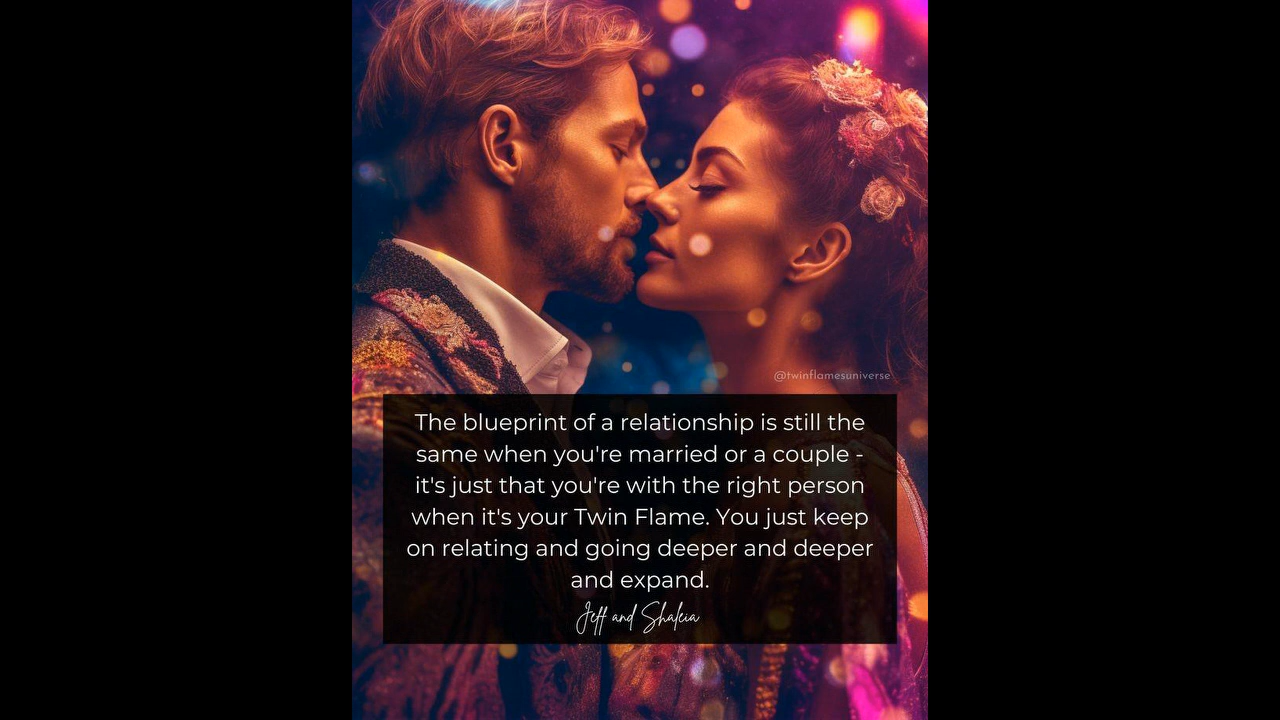 @twinflamesuniverse
The blueprint of a relationship is still the
same when you're married or a couple -
it's just that you're with the right person
when it's your Twin Flame. You just keep
on relating and going deeper and deeper
and expand.
Jeff and Shaleia